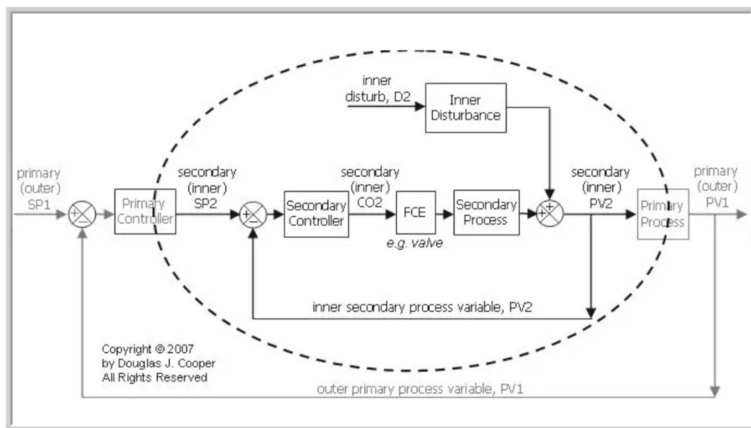 inner
disturb, D2
Inner
Disturbance
primary
(outer)
SP1
Primary
Controller
secondary
(inner)
SP2
Secondary
Controller
secondary
(inner)
CO2
FCE
e.g. valve
Secondary
Process
secondary
(inner)
PV2
Primary
Process
primary
(outer)
PV1
inner secondary process variable, PV2
Copyright © 2007
by Douglas J. Cooper
All Rights Reserved
outer primary process variable, PV1